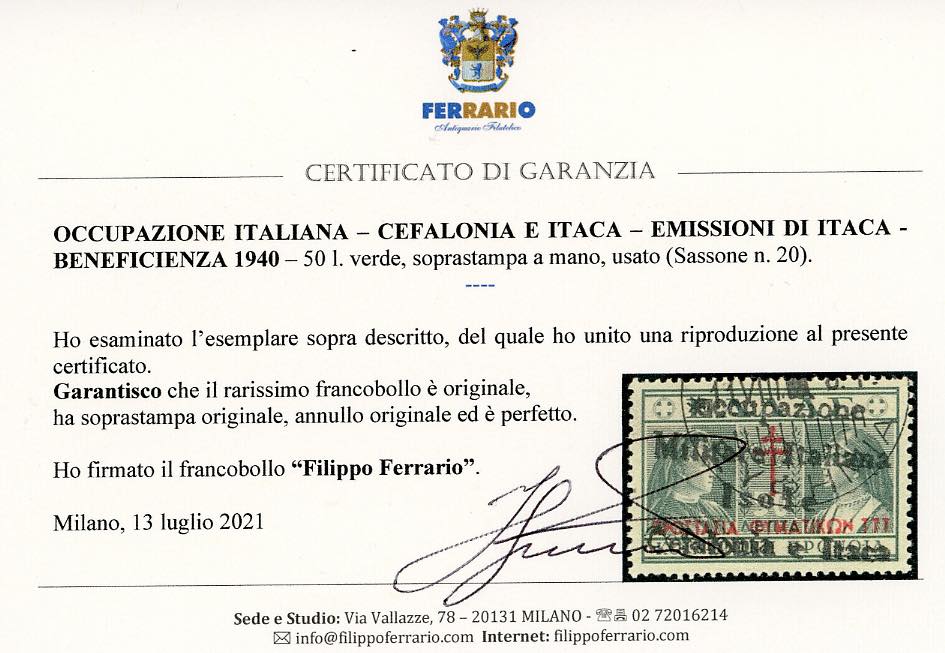 FERRARIO
Antiquario Filatelico
CERTIFICATO DI GARANZIA
OCCUPAZIONE ITALIANA – CEFALONIA E ITACA – EMISSIONI DI ITACA -
BENEFICIENZA 1940 – 50 l. verde, soprastampa a mano, usato (Sassone n. 20).
----
Ho esaminato l'esemplare sopra descritto, del quale ho unito una riproduzione al presente
certificato.
Garantisco che il rarissimo francobollo è originale,
ha soprastampa originale, annullo originale ed è perfetto.
Ho firmato il francobollo “Filippo Ferrario”.
Milano, 13 luglio 2021
Occupazione
Militare Italiana
Isole
ΠΡΟΣΤΑΣΙΑ ΦΥΜΑΤΙΚΩΝ ΤΤΤ
Cefalonia e Itaca
Sede e Studio: Via Vallazze, 78 – 20131 MILANO - ☏ 02 72016214
✉ info@filippoferrario.com Internet: filippoferrario.com